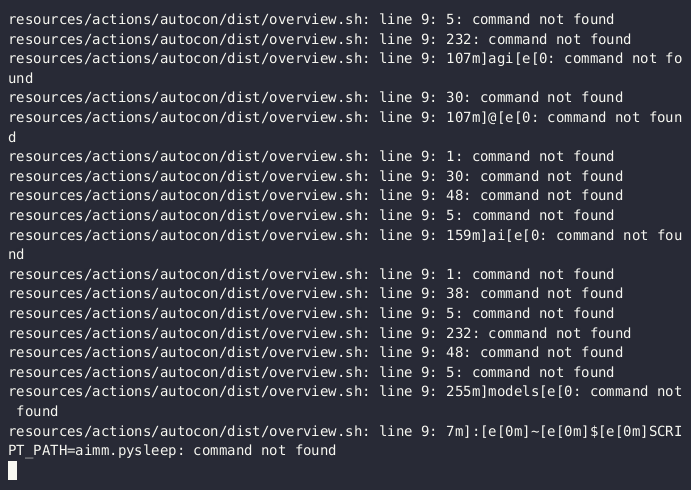 resources/actions/autocon/dist/overview.sh: line 9: 5: command not found
resources/actions/autocon/dist/overview.sh: line 9: 232: command not found
resources/actions/autocon/dist/overview.sh: line 9: 107m]agi[e[0: command not fo
und
resources/actions/autocon/dist/overview.sh: line 9: 30: command not found
resources/actions/autocon/dist/overview.sh: line 9: 107m]@[e[0: command not foun
d
resources/actions/autocon/dist/overview.sh: line 9: 1: command not found
resources/actions/autocon/dist/overview.sh: line 9: 30: command not found
resources/actions/autocon/dist/overview.sh: line 9: 48: command not found
resources/actions/autocon/dist/overview.sh: line 9: 5: command not found
resources/actions/autocon/dist/overview.sh: line 9: 159m]ai[e[0: command not fou
nd
resources/actions/autocon/dist/overview.sh: line 9: 1: command not found
resources/actions/autocon/dist/overview.sh: line 9: 38: command not found
resources/actions/autocon/dist/overview.sh: line 9: 5: command not found
resources/actions/autocon/dist/overview.sh: line 9: 232: command not found
resources/actions/autocon/dist/overview.sh: line 9: 48: command not found
resources/actions/autocon/dist/overview.sh: line 9: 5: command not found
resources/actions/autocon/dist/overview.sh: line 9: 255m]models[e[0: command not
 found
resources/actions/autocon/dist/overview.sh: line 9: 7m]:[e[0m]~[e[0m]$[e[0m]SCRI
PT_PATH=aimm.pysleep: command not found